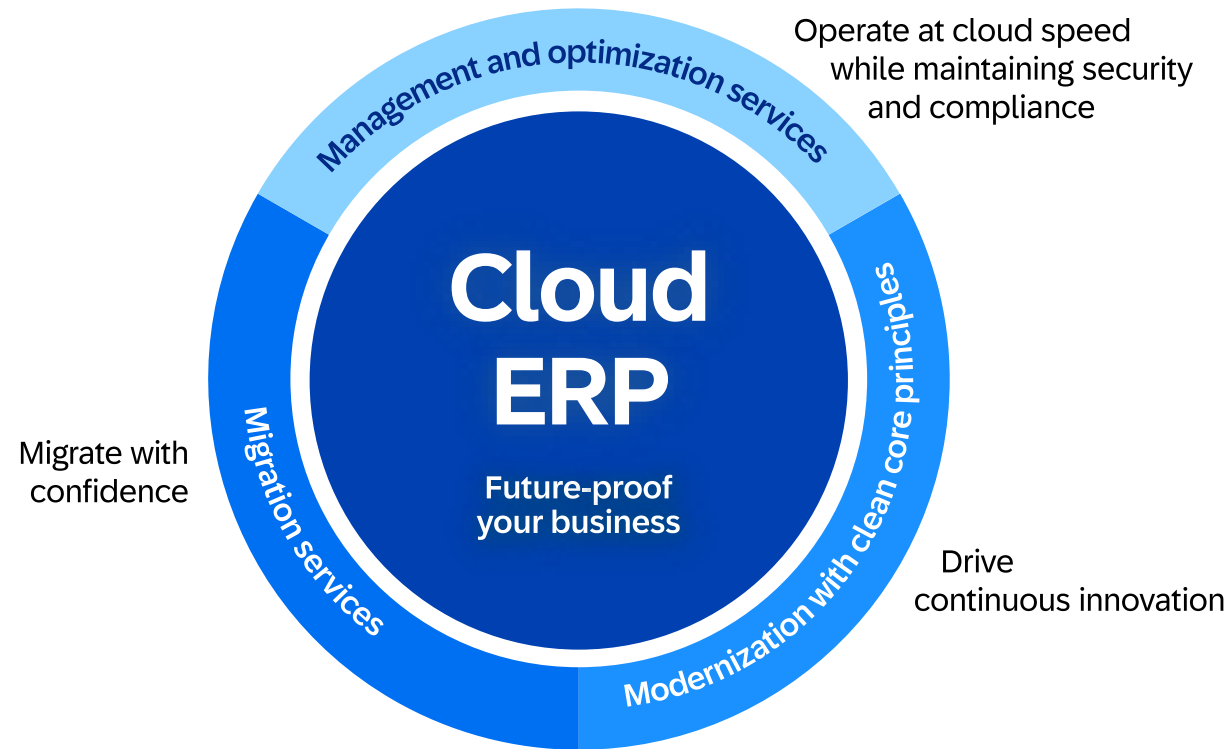 Management and optimization services
Operate at cloud speed
while maintaining security
and compliance
Cloud
ERP
Future-proof
your business
Migration services
Migrate with
confidence
Modernization with clean core principles
Drive
continuous innovation